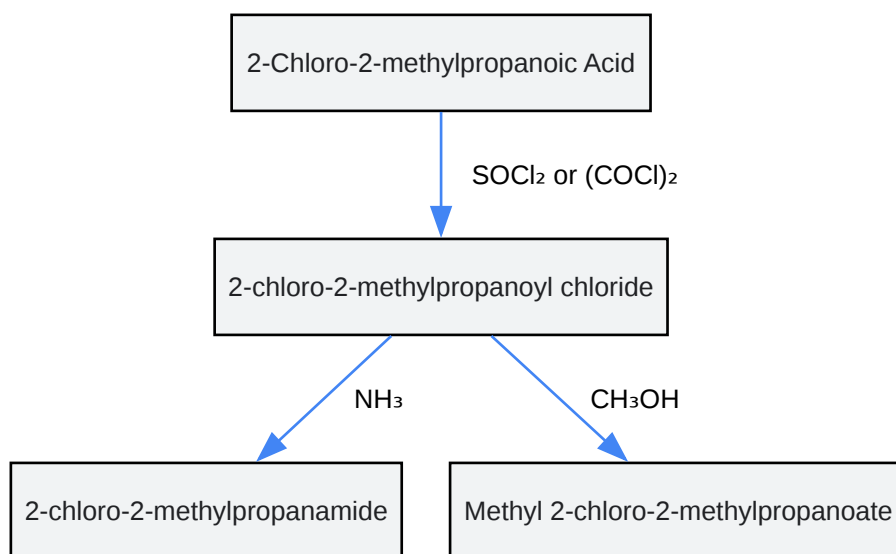 2-Chloro-2-methylpropanoic Acid
SOCl₂ or (COCl)₂
2-chloro-2-methylpropanoyl chloride
NH₃
CH₃OH
2-chloro-2-methylpropanamide
Methyl 2-chloro-2-methylpropanoate